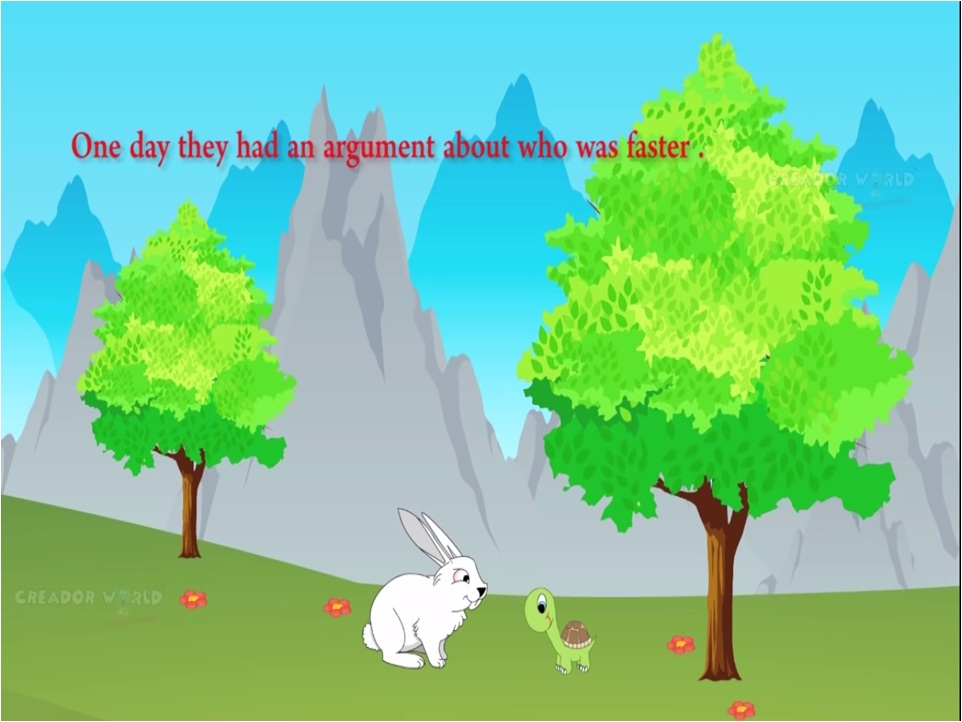 One day they had an argument about who was faster .
CREADOR WORLD
CREADOR WORLD